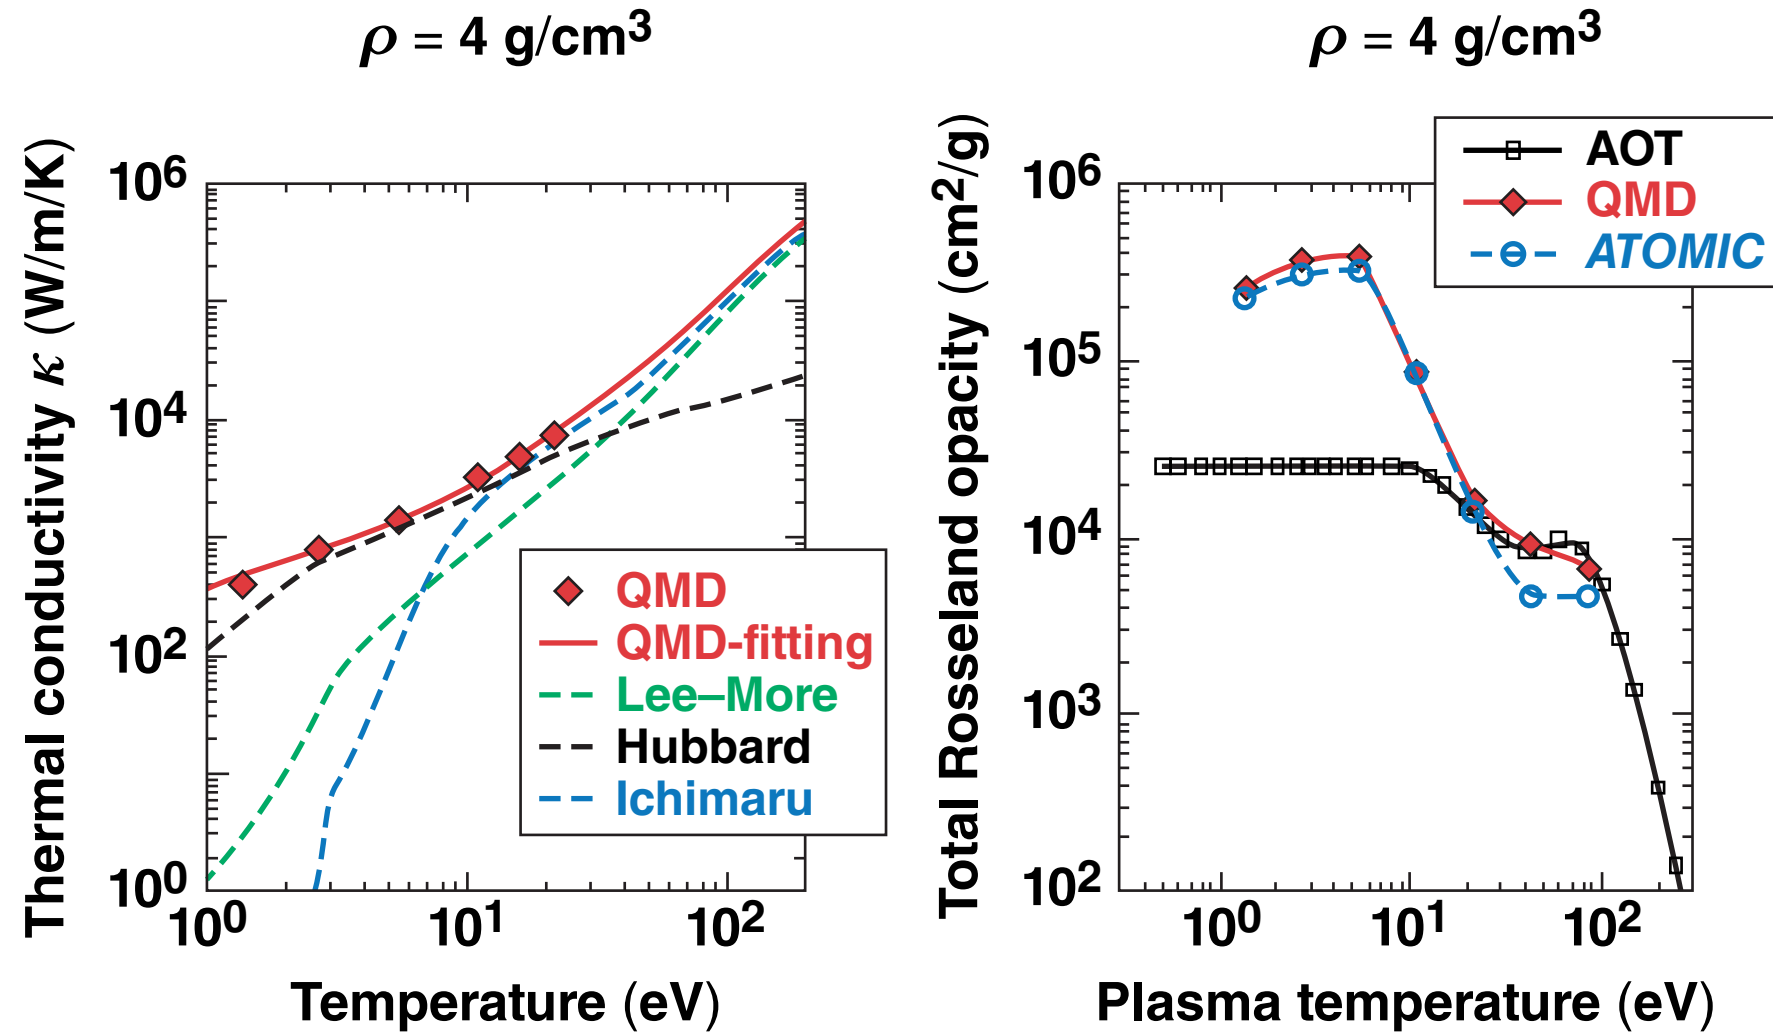 ρ = 4 g/cm³
Thermal conductivity κ (W/m/K)
10⁶
10⁴
10²
10⁰
10⁰ 10¹ 10²
Temperature (eV)
QMD
QMD-fitting
Lee–More
Hubbard
Ichimaru
ρ = 4 g/cm³
Total Rosseland opacity (cm²/g)
10⁶
10⁵
10⁴
10³
10²
10⁰ 10¹ 10²
Plasma temperature (eV)
AOT
QMD
ATOMIC